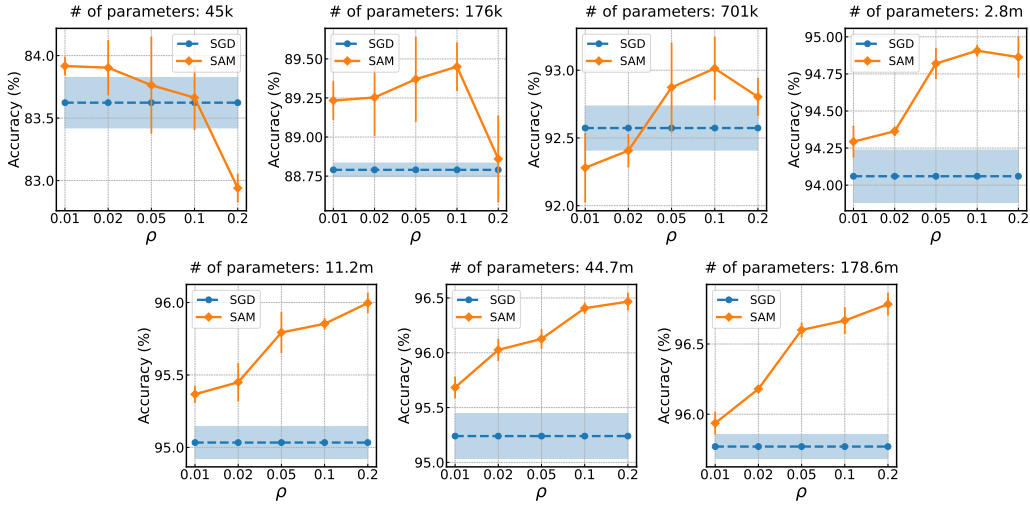 # of parameters: 45k
Accuracy (%)
84.0
83.5
83.0
SGD
SAM
0.01 0.02 0.05 0.1 0.2
ρ
# of parameters: 176k
Accuracy (%)
89.50
89.25
89.00
88.75
SGD
SAM
0.01 0.02 0.05 0.1 0.2
ρ
# of parameters: 701k
Accuracy (%)
93.0
92.5
92.0
SGD
SAM
0.01 0.02 0.05 0.1 0.2
ρ
# of parameters: 2.8m
Accuracy (%)
95.00
94.75
94.50
94.25
94.00
SGD
SAM
0.01 0.02 0.05 0.1 0.2
ρ
# of parameters: 11.2m
Accuracy (%)
96.0
95.5
95.0
SGD
SAM
0.01 0.02 0.05 0.1 0.2
ρ
# of parameters: 44.7m
Accuracy (%)
96.5
96.0
95.5
95.0
SGD
SAM
0.01 0.02 0.05 0.1 0.2
ρ
# of parameters: 178.6m
Accuracy (%)
96.5
96.0
SGD
SAM
0.01 0.02 0.05 0.1 0.2
ρ